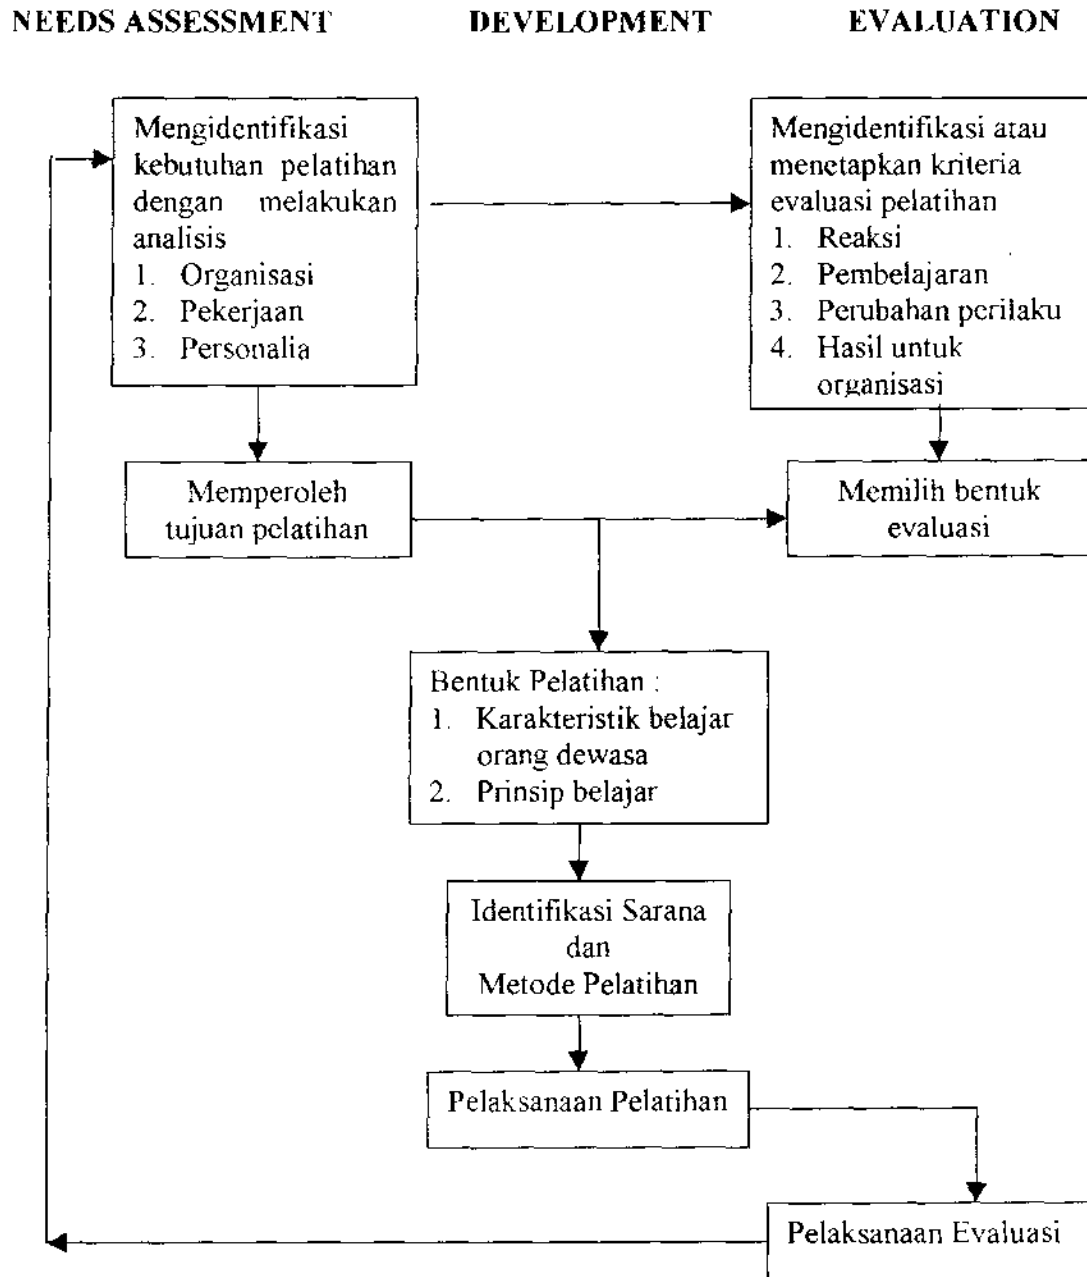 NEEDS ASSESSMENT
DEVELOPMENT
EVALUATION
Mengidentifikasi
kebutuhan pelatihan
dengan melakukan
analisis
1. Organisasi
2. Pekerjaan
3. Personalia
Mengidentifikasi atau
menetapkan kriteria
evaluasi pelatihan
1. Reaksi
2. Pembelajaran
3. Perubahan perilaku
4. Hasil untuk
organisasi
Memperoleh
tujuan pelatihan
Memilih bentuk
evaluasi
Bentuk Pelatihan :
1. Karakteristik belajar
orang dewasa
2. Prinsip belajar
Identifikasi Sarana
dan
Metode Pelatihan
Pelaksanaan Pelatihan
Pelaksanaan Evaluasi